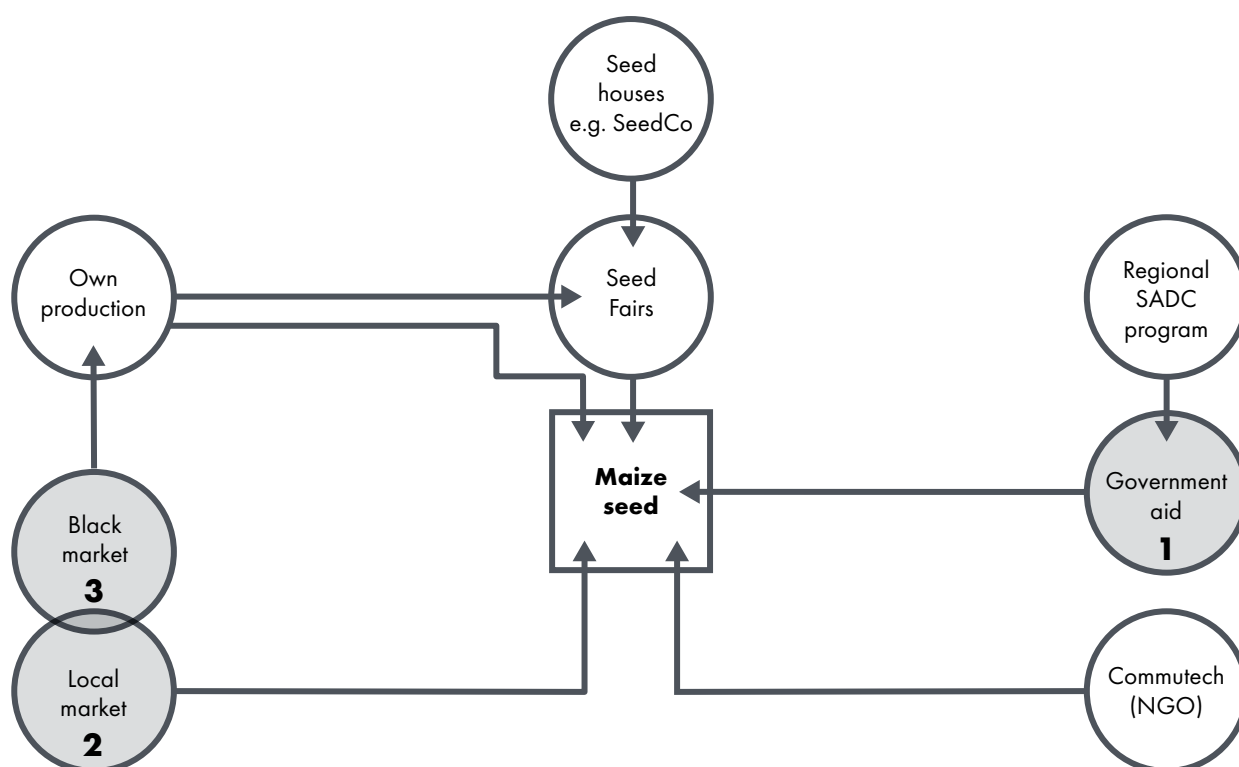 Seed
houses
e.g. SeedCo
Own
production
Seed
Fairs
Regional
SADC
program
Maize
seed
Government
aid
1
Black
market
3
Local
market
2
Commutech
(NGO)